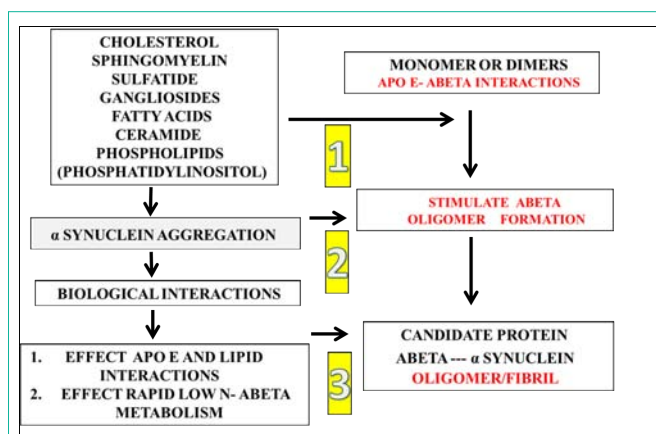 CHOLESTEROL
SPHINGOMYELIN
SULFATIDE
GANGLIOSIDES
FATTY ACIDS
CERAMIDE
PHOSPHOLIPIDS
(PHOSPHATIDYLINOSITOL)
MONOMER OR DIMERS
APO E- ABETA INTERACTIONS
1
α SYNUCLEIN AGGREGATION
STIMULATE ABETA
OLIGOMER FORMATION
2
BIOLOGICAL INTERACTIONS
1. EFFECT APO E AND LIPID
INTERACTIONS
2. EFFECT RAPID LOW N- ABETA
METABOLISM
3
CANDIDATE PROTEIN
ABETA --- α SYNUCLEIN
OLIGOMER/FIBRIL